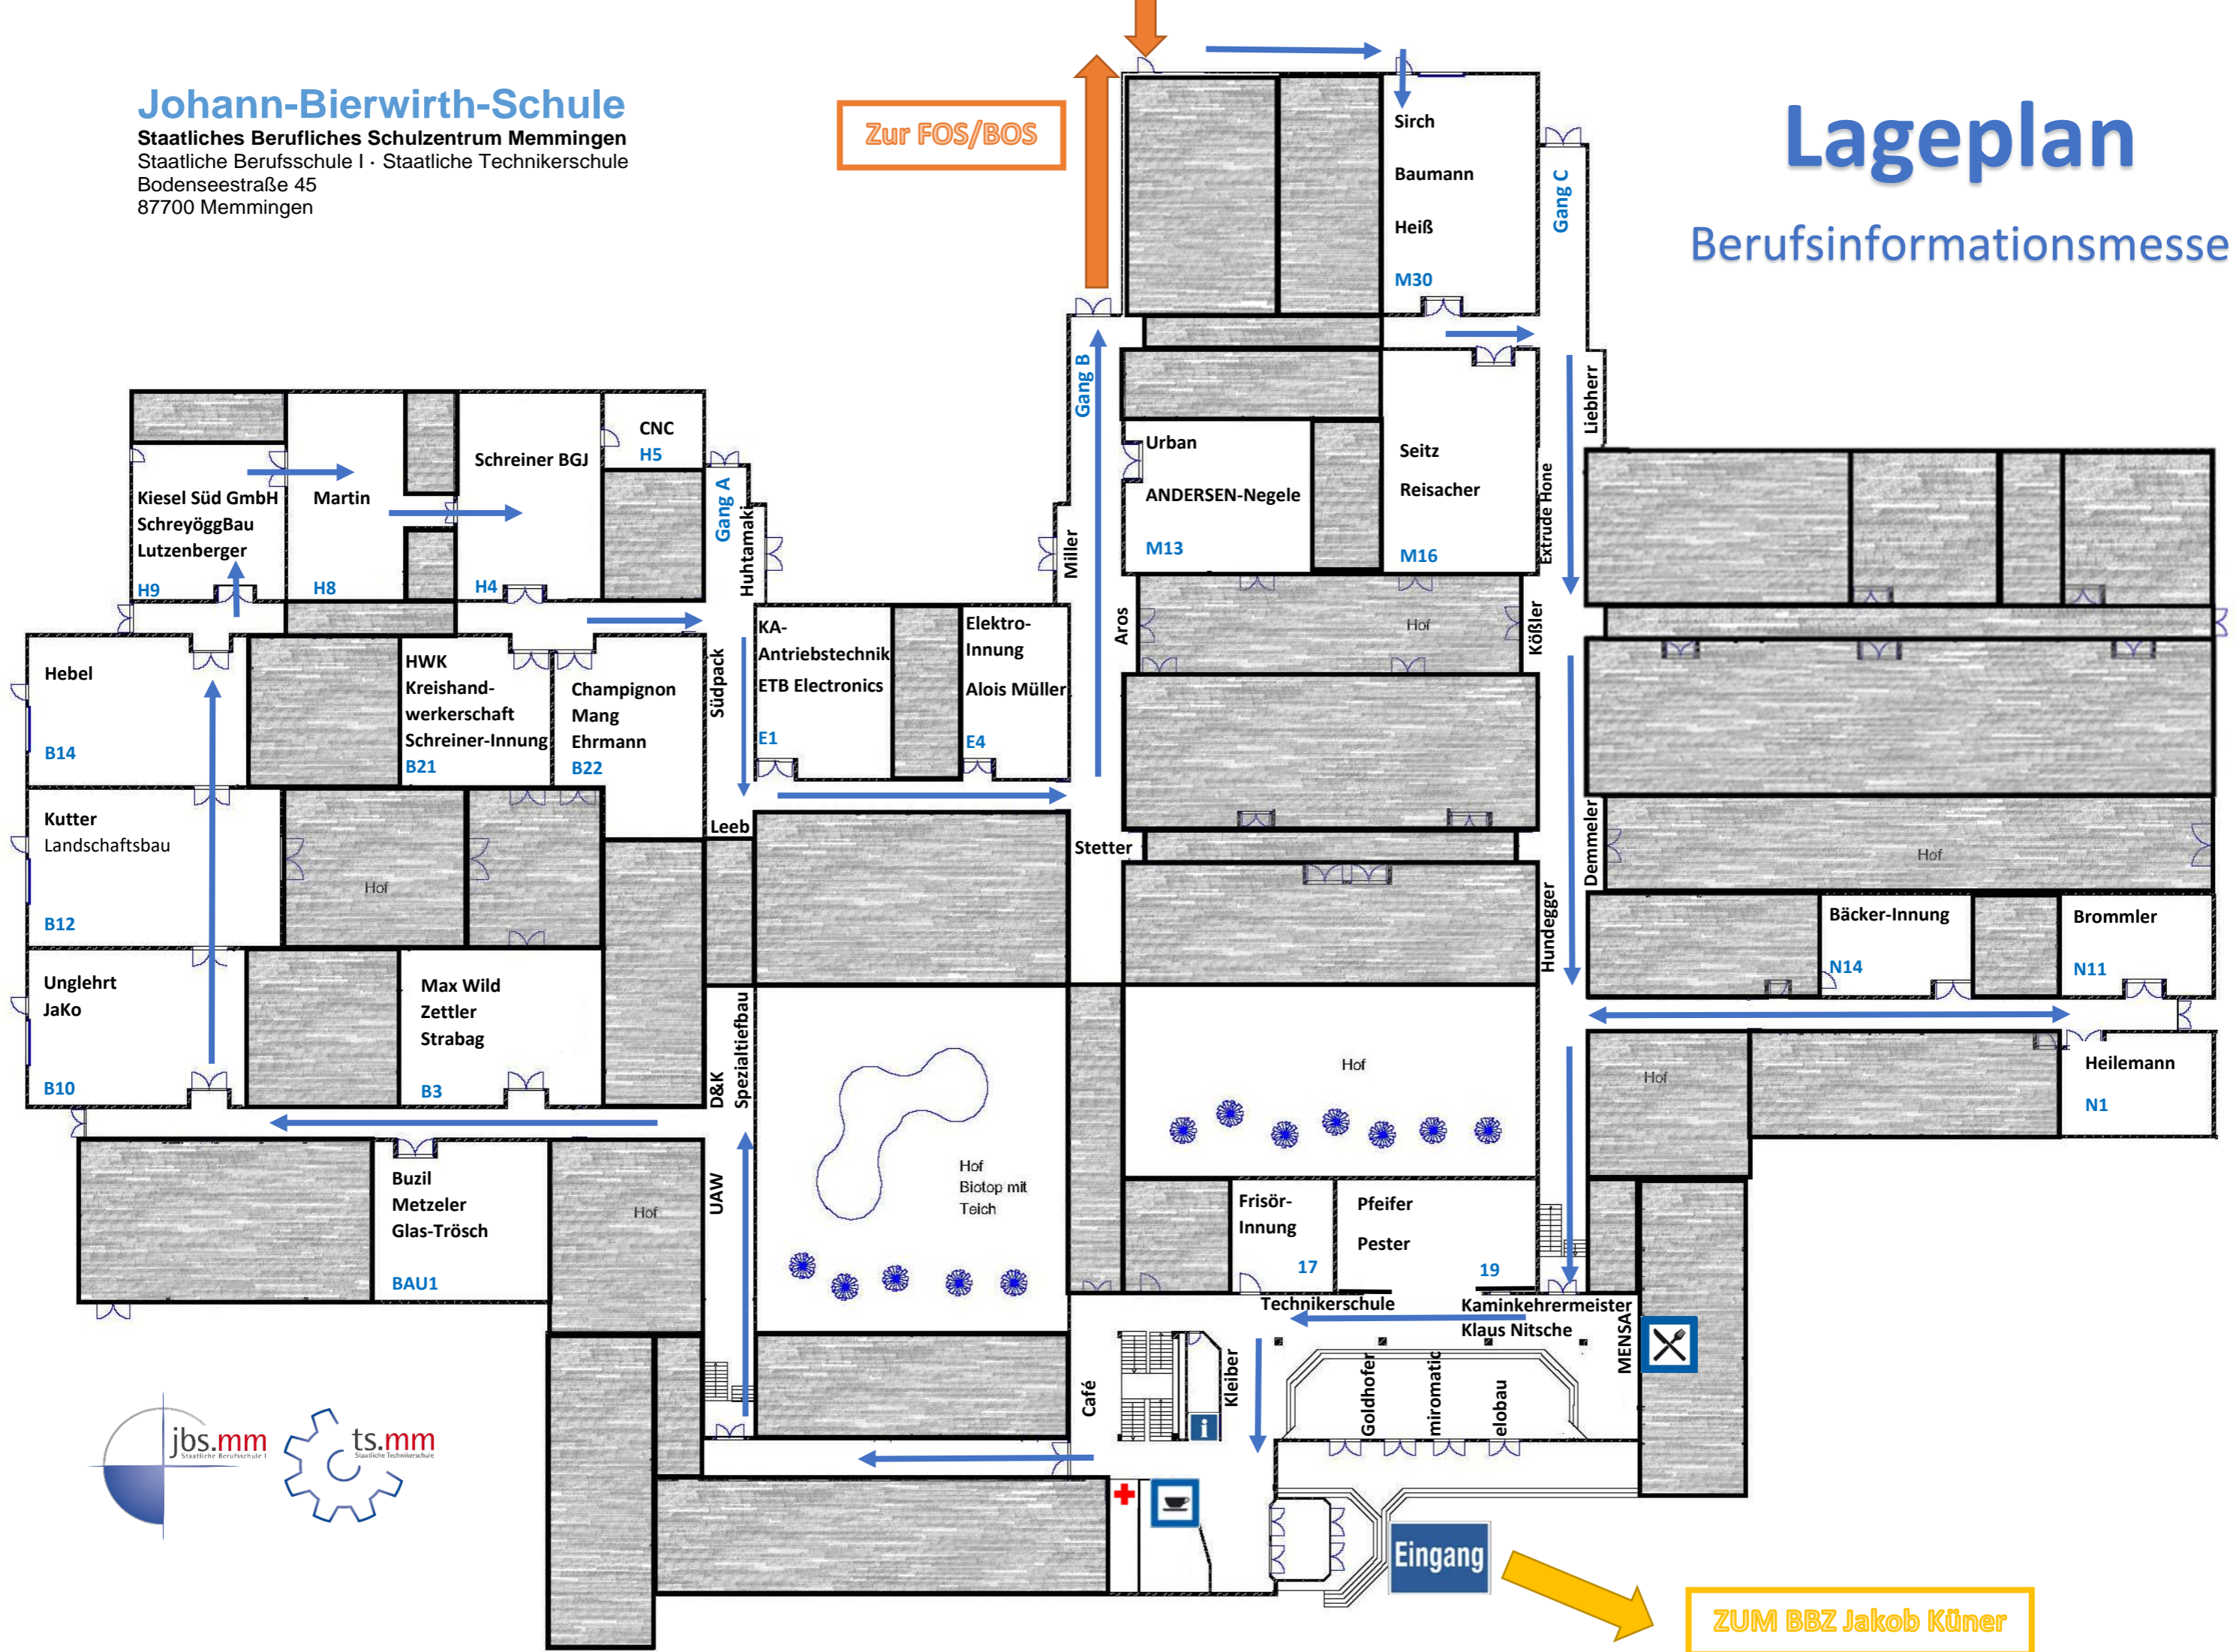 Johann-Bierwirth-Schule
Staatliches Berufliches Schulzentrum Memmingen
Staatliche Berufsschule I · Staatliche Technikerschule
Bodenseestraße 45
87700 Memmingen
Zur FOS/BOS
Lageplan
Berufsinformationsmesse
Sirch
Baumann
Heiß
M30
Gang C
Gang B
Liebherr
Urban
ANDERSEN-Negele
M13
Seitz
Reisacher
M16
Extrude Hone
Miller
CNC
H5
Schreiner BGJ
H4
Martin
H8
Kiesel Süd GmbH
SchreyöggBau
Lutzenberger
H9
Gang A
Huhtamaki
Hebel
B14
HWK
Kreishand-
werkerschaft
Schreiner-Innung
B21
Champignon
Mang
Ehrmann
B22
Südpack
KA-
Antriebstechnik
ETB Electronics
E1
Elektro-
Innung
Alois Müller
E4
Aros
Hof
Kößler
Kutter
Landschaftsbau
B12
Hof
Leeb
Stetter
Demmeler
Hof
Hundegger
Bäcker-Innung
N14
Brommler
N11
Unglehrt
JaKo
B10
Max Wild
Zettler
Strabag
B3
D&K
Spezialtiefbau
Hof
Hof
Heilemann
N1
Buzil
Metzeler
Glas-Trösch
BAU1
Hof
UAW
Hof
Biotop mit
Teich
Frisör-
Innung
17
Pfeifer
Pester
19
Technikerschule
Kaminkehrermeister
Klaus Nitsche
MENSA
Café
Kleiber
i
Goldhofer
miromatic
elobau
jbs.mm
Staatliche Berufsschule I
ts.mm
Staatliche Technikerschule
Eingang
ZUM BBZ Jakob Küner